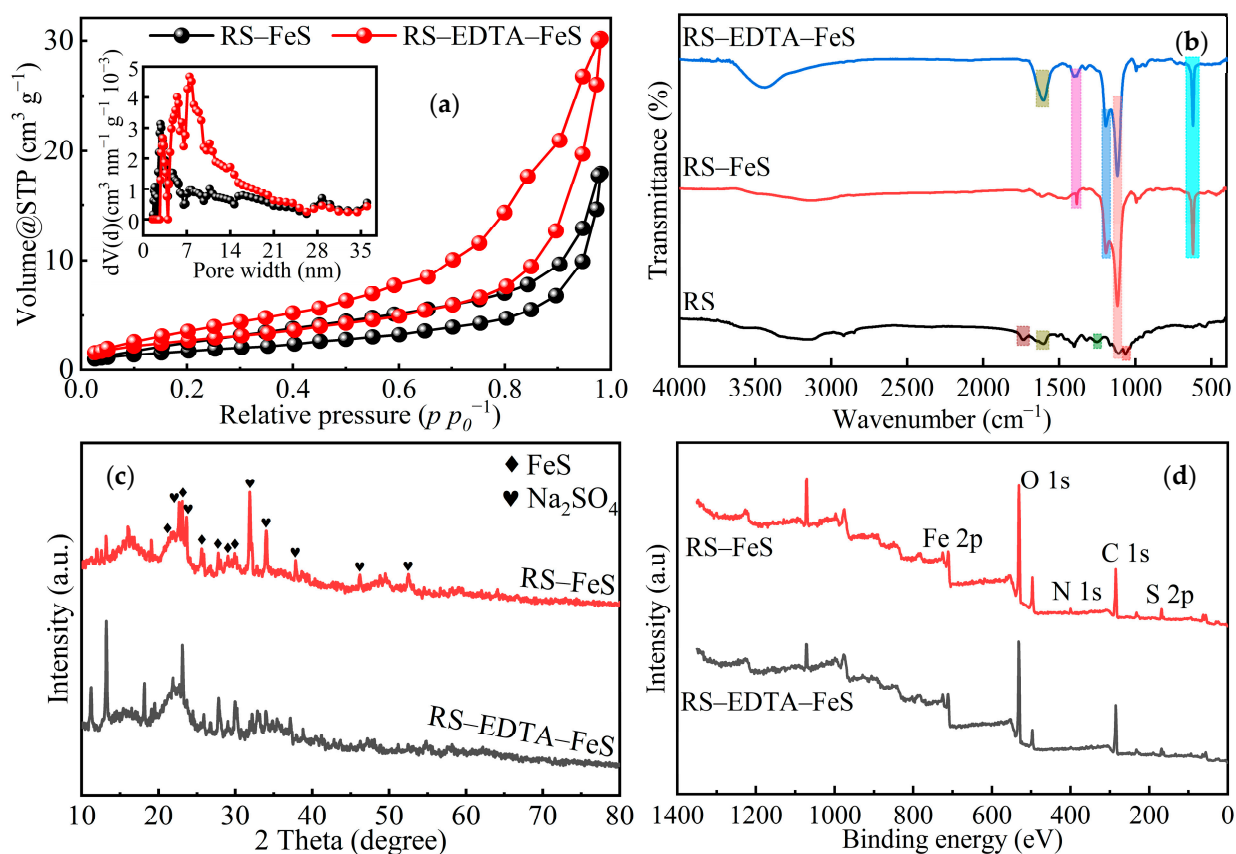 RS–FeS RS–EDTA–FeS
(a)
Volume@STP (cm³ g⁻¹)
30
20
10
0
0.0 0.2 0.4 0.6 0.8 1.0
Relative pressure (p p₀⁻¹)
dV(d)(cm³ nm⁻¹ g⁻¹ 10⁻³)
5
4
3
2
1
0
0 7 14 21 28 35
Pore width (nm)
(b)
Transmittance (%)
RS–EDTA–FeS
RS–FeS
RS
4000 3500 3000 2500 2000 1500 1000 500
Wavenumber (cm⁻¹)
(c)
♦ FeS
♥ Na₂SO₄
Intensity (a.u.)
RS–FeS
RS–EDTA–FeS
10 20 30 40 50 60 70 80
2 Theta (degree)
(d)
Intensity (a.u)
O 1s
Fe 2p
C 1s
N 1s
S 2p
RS–FeS
RS–EDTA–FeS
1400 1200 1000 800 600 400 200 0
Binding energy (eV)